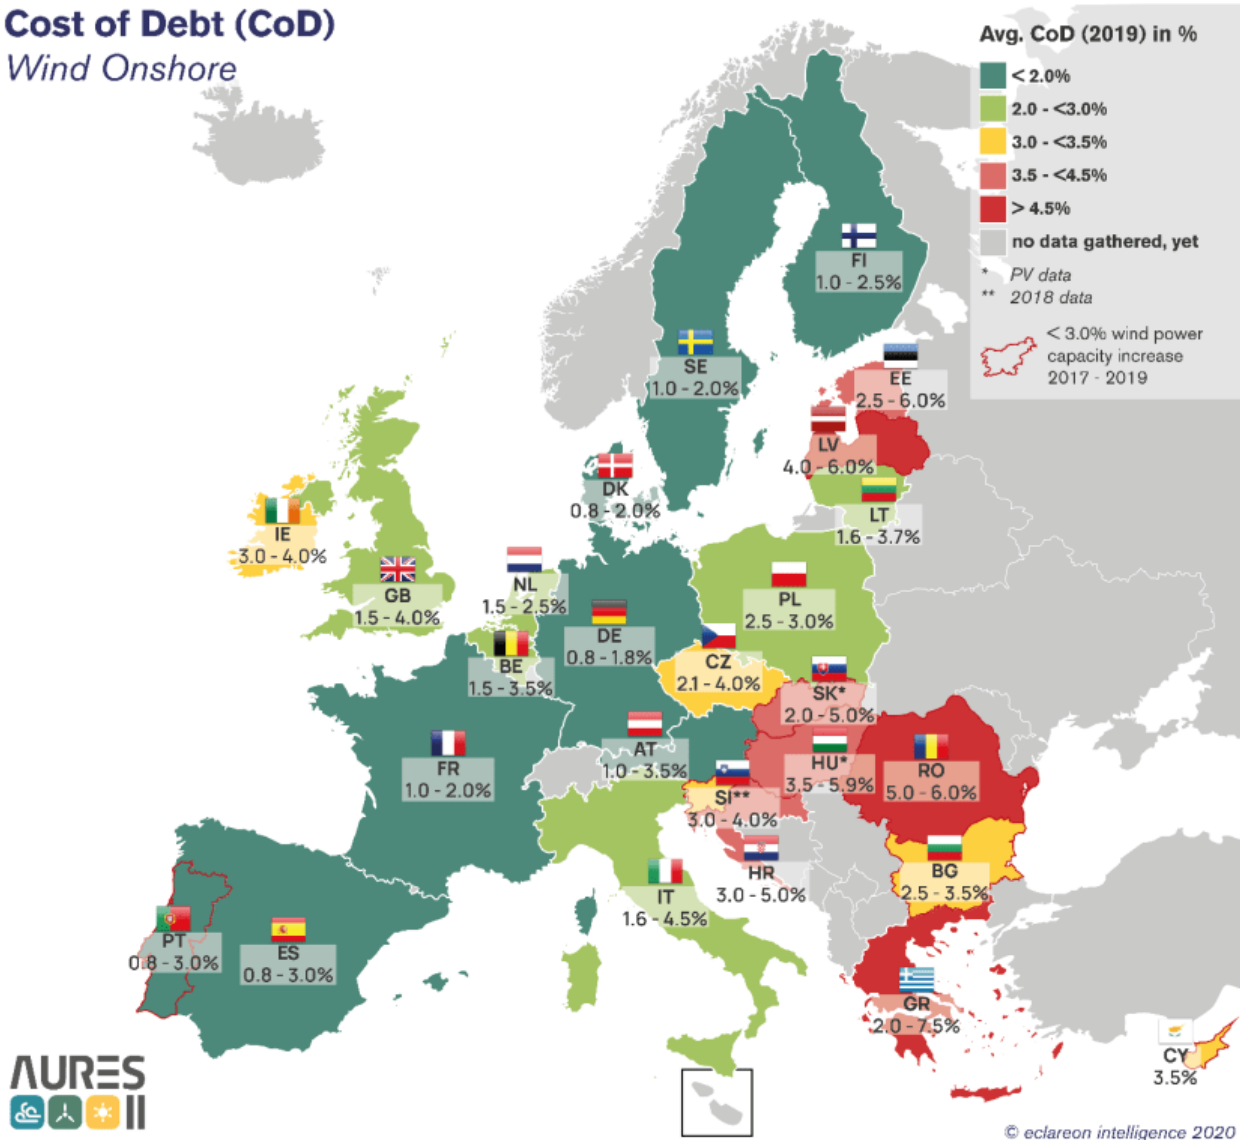 Cost of Debt (CoD)
Wind Onshore
Avg. CoD (2019) in %
< 2.0%
2.0 - <3.0%
3.0 - <3.5%
3.5 - <4.5%
> 4.5%
no data gathered, yet
* PV data
** 2018 data
< 3.0% wind power
capacity increase
2017 - 2019
FI
1.0 - 2.5%
SE
1.0 - 2.0%
EE
2.5 - 6.0%
LV
4.0 - 6.0%
DK
0.8 - 2.0%
LT
1.6 - 3.7%
IE
3.0 - 4.0%
GB
1.5 - 4.0%
NL
1.5 - 2.5%
PL
2.5 - 3.0%
DE
0.8 - 1.8%
BE
1.5 - 3.5%
CZ
2.1 - 4.0%
SK*
2.0 - 5.0%
AT
1.0 - 3.5%
FR
1.0 - 2.0%
HU*
3.5 - 5.9%
RO
5.0 - 6.0%
SI**
3.0 - 4.0%
HR
3.0 - 5.0%
BG
2.5 - 3.5%
IT
1.6 - 4.5%
PT
0.8 - 3.0%
ES
0.8 - 3.0%
GR
2.0 - 7.5%
CY
3.5%
AURES
II
© eclareon intelligence 2020